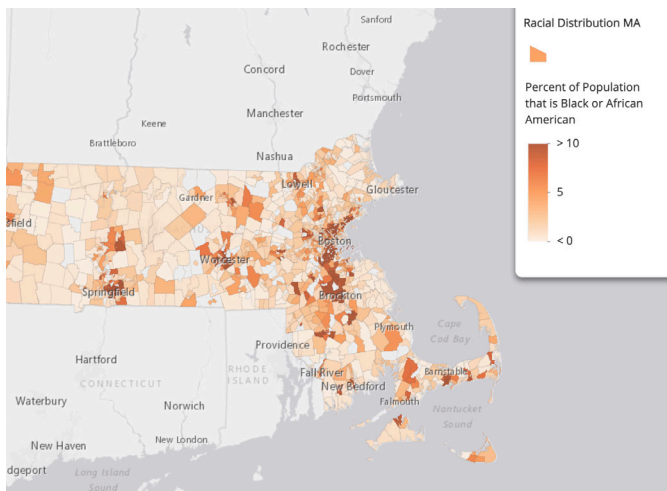 Racial Distribution MA
Percent of Population
that is Black or African
American
> 10
5
< 0
Sanford
Rochester
Concord
Dover
Portsmouth
Manchester
Keene
Brattleboro
Nashua
Lowell
Gloucester
Gardner
sfield
Boston
Worcester
Springfield
Brockton
Plymouth
Cape
Cod Bay
Providence
Hartford
CONNECTICUT
RHODE
ISLAND
Fall River
New Bedford
Barnstable
Falmouth
Waterbury
Norwich
Nantucket
Sound
New London
New Haven
dgeport
Long Island
Sound